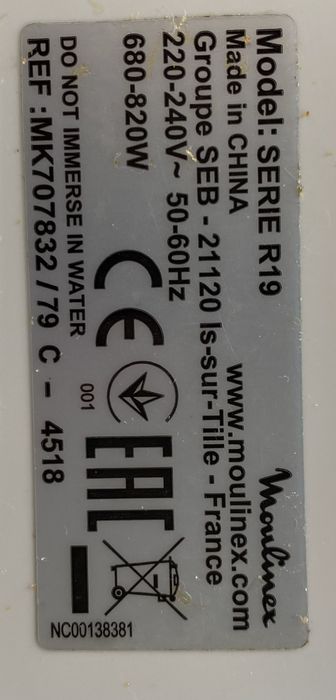 Model: SERIE R19
Moulinex
Made in CHINA
www.moulinex.com
Groupe SEB - 21120 Is-sur-Tille - France
220-240V~ 50-60Hz
680-820W
CE
001
EAC
DO NOT IMMERSE IN WATER
REF :MK707832 / 79 C - 4518
NC00138381